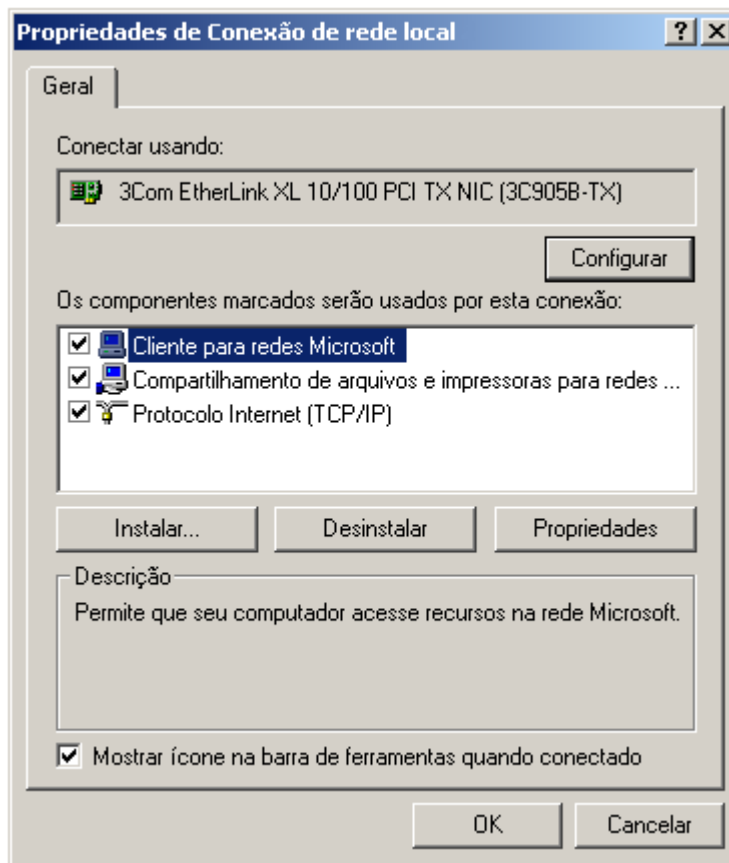 Propriedades de Conexão de rede local
Geral
Conectar usando:
3Com EtherLink XL 10/100 PCI TX NIC (3C905B-TX)
Configurar
Os componentes marcados serão usados por esta conexão:
Cliente para redes Microsoft
Compartilhamento de arquivos e impressoras para redes ...
Protocolo Internet (TCP/IP)
Instalar... Desinstalar Propriedades
Descrição
Permite que seu computador acesse recursos na rede Microsoft.
Mostrar ícone na barra de ferramentas quando conectado
OK Cancelar